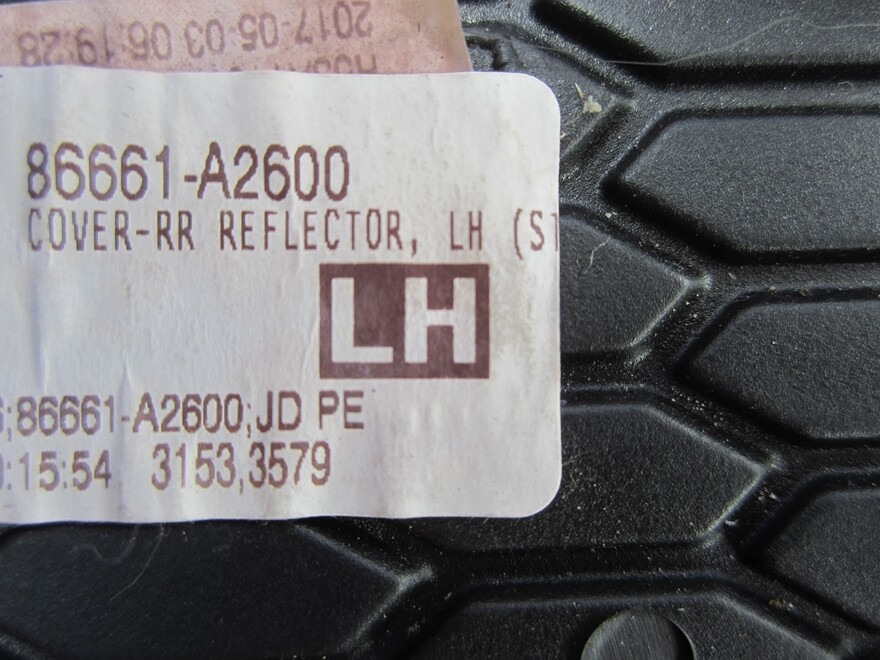 2017-05-03 06:19:28
86661-A2600
COVER-RR REFLECTOR, LH (ST
LH
;86661-A2600;JD PE
:15:54 3153,3579